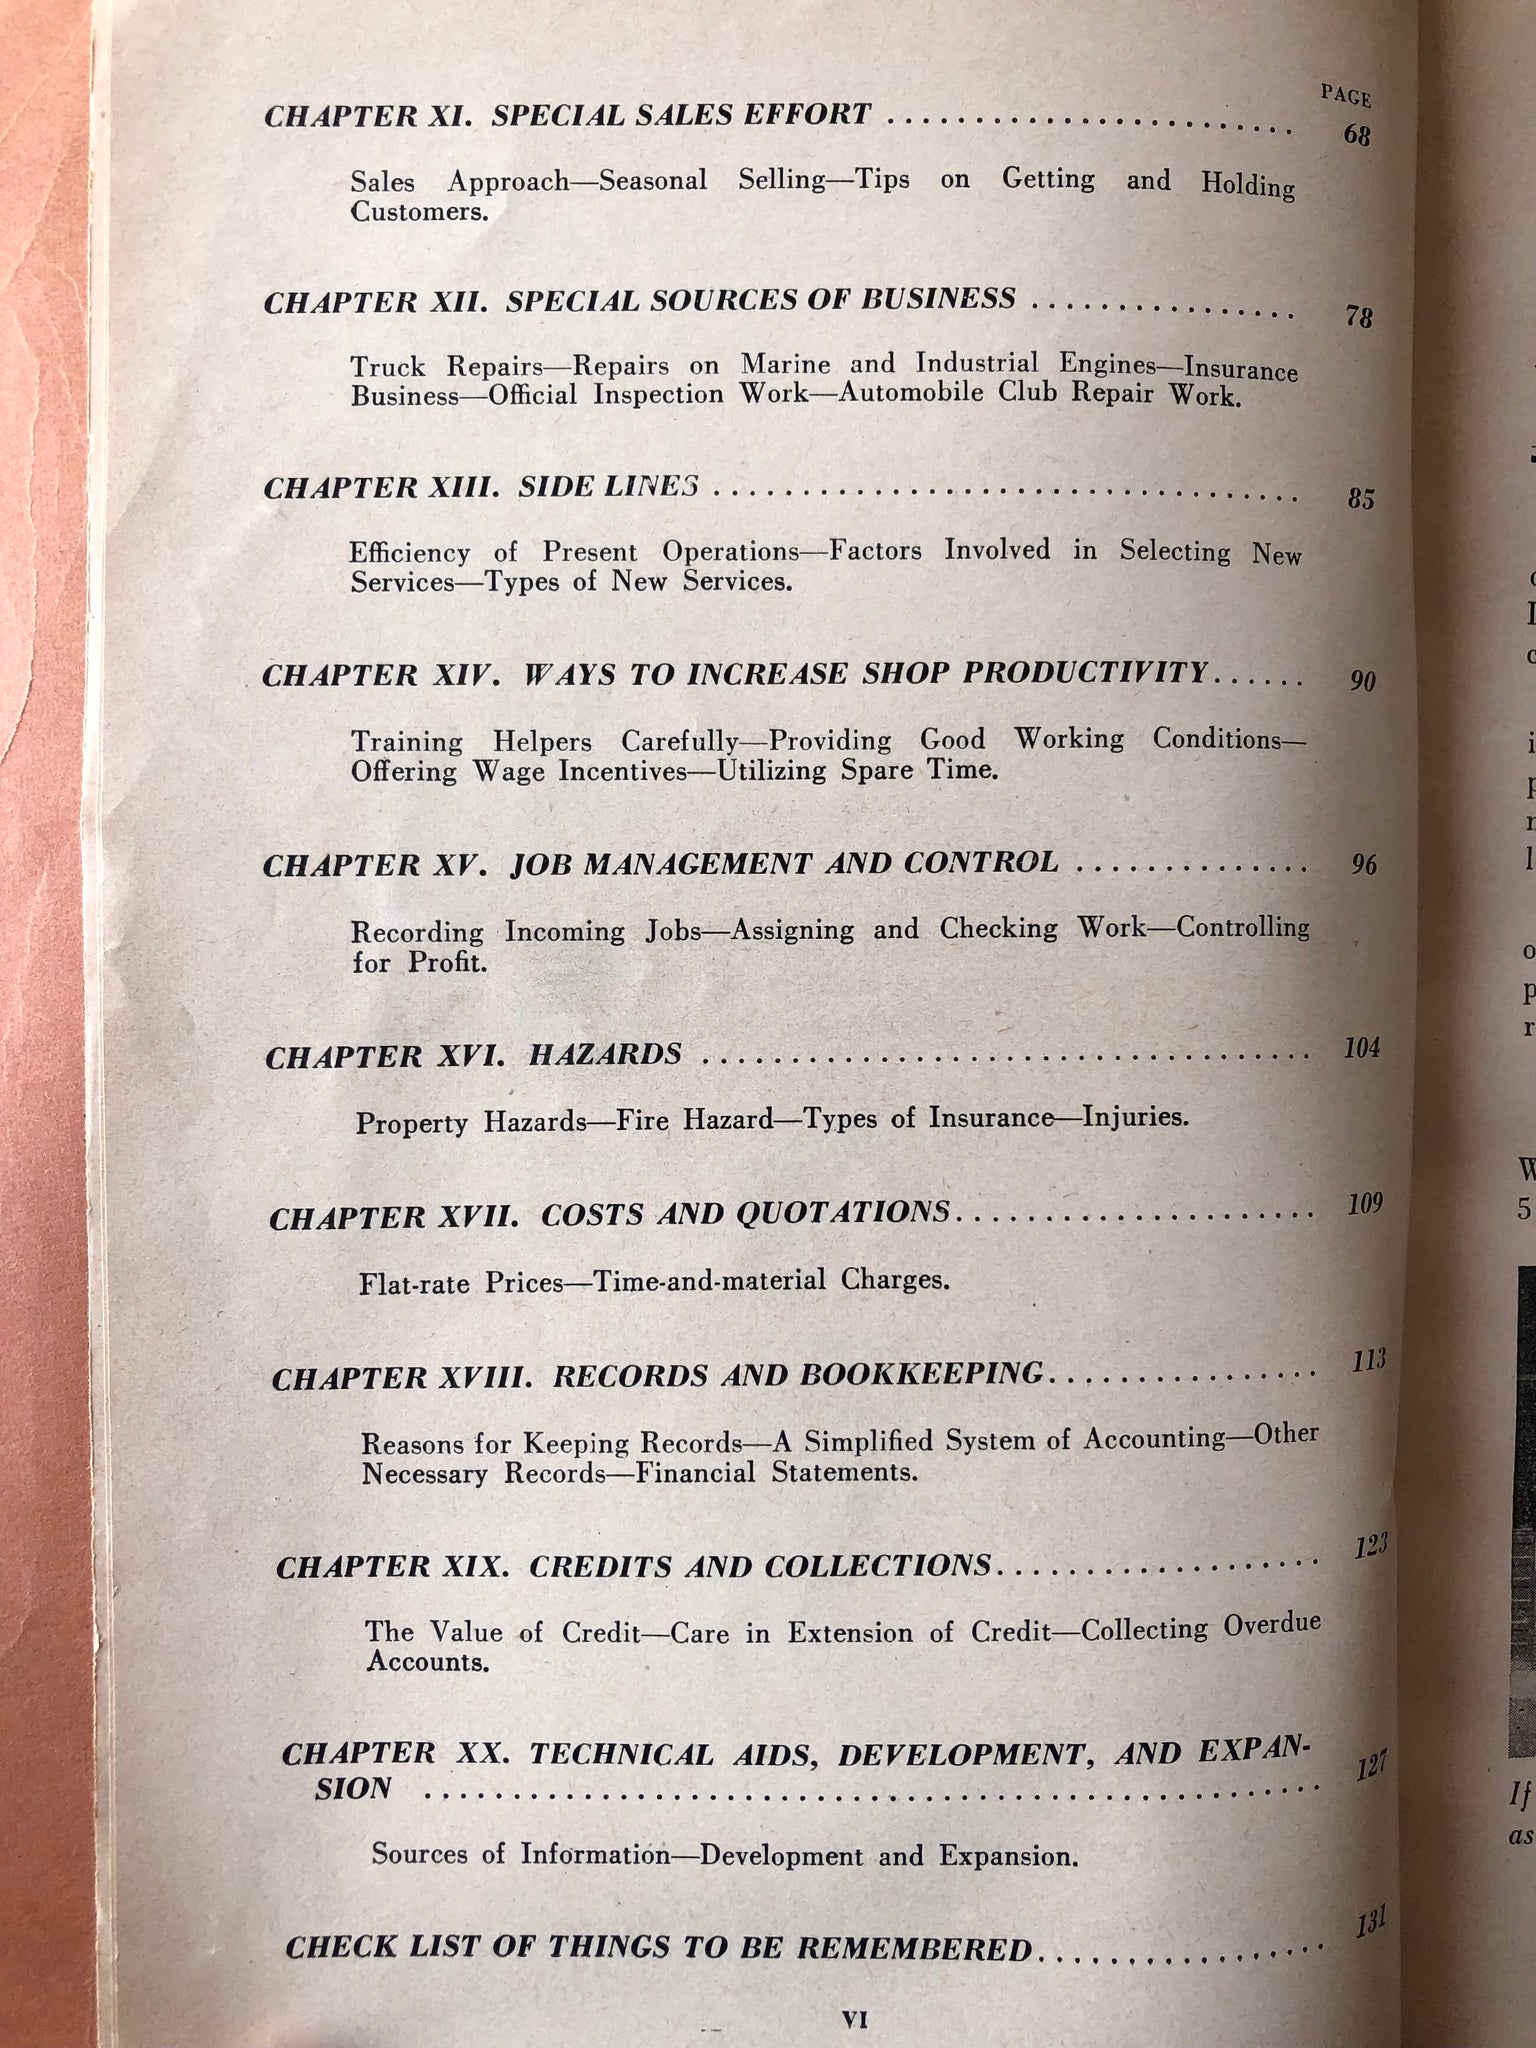 PAGE
CHAPTER XI. SPECIAL SALES EFFORT ........................ 68
Sales Approach—Seasonal Selling—Tips on Getting and Holding
Customers.
CHAPTER XII. SPECIAL SOURCES OF BUSINESS ................ 78
Truck Repairs—Repairs on Marine and Industrial Engines—Insurance
Business—Official Inspection Work—Automobile Club Repair Work.
CHAPTER XIII. SIDE LINES .................................. 85
Efficiency of Present Operations—Factors Involved in Selecting New
Services—Types of New Services.
CHAPTER XIV. WAYS TO INCREASE SHOP PRODUCTIVITY...... 90
Training Helpers Carefully—Providing Good Working Conditions—
Offering Wage Incentives—Utilizing Spare Time.
CHAPTER XV. JOB MANAGEMENT AND CONTROL .............. 96
Recording Incoming Jobs—Assigning and Checking Work—Controlling
for Profit.
CHAPTER XVI. HAZARDS ................................... 104
Property Hazards—Fire Hazard—Types of Insurance—Injuries.
CHAPTER XVII. COSTS AND QUOTATIONS..................... 109
Flat-rate Prices—Time-and-material Charges.
CHAPTER XVIII. RECORDS AND BOOKKEEPING................ 113
Reasons for Keeping Records—A Simplified System of Accounting—Other
Necessary Records—Financial Statements.
CHAPTER XIX. CREDITS AND COLLECTIONS................... 123
The Value of Credit—Care in Extension of Credit—Collecting Overdue
Accounts.
CHAPTER XX. TECHNICAL AIDS, DEVELOPMENT, AND EXPAN-
SION .................................................... 127
Sources of Information—Development and Expansion.
CHECK LIST OF THINGS TO BE REMEMBERED................ 131
VI
If
as